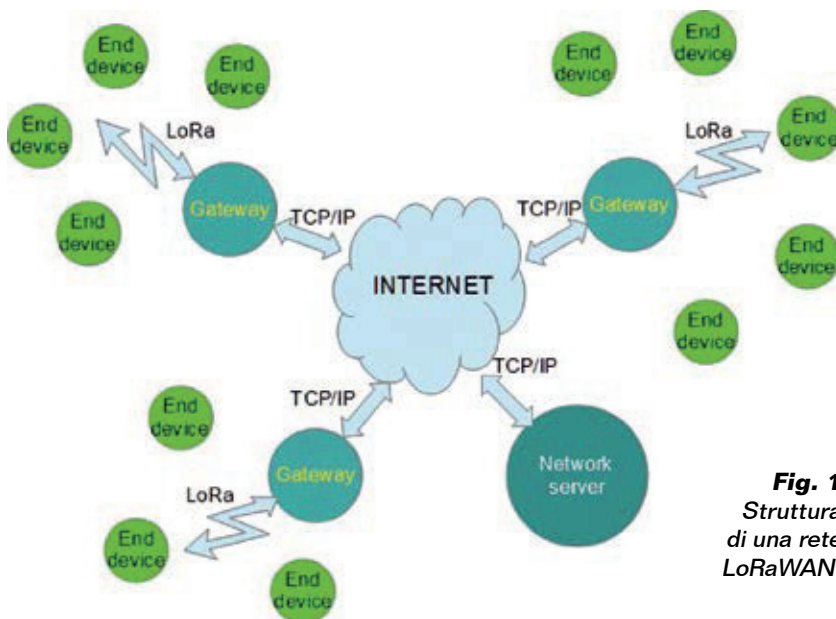 End
device
End
device
End
device
End
device
LoRa
Gateway
TCP/IP
End
device
End
device
LoRa
End
device
TCP/IP
Gateway
End
device
End
device
INTERNET
TCP/IP
TCP/IP
End
device
Gateway
LoRa
End
device
End
device
Network
server
Fig. 1
Struttura
di una rete
LoRaWAN